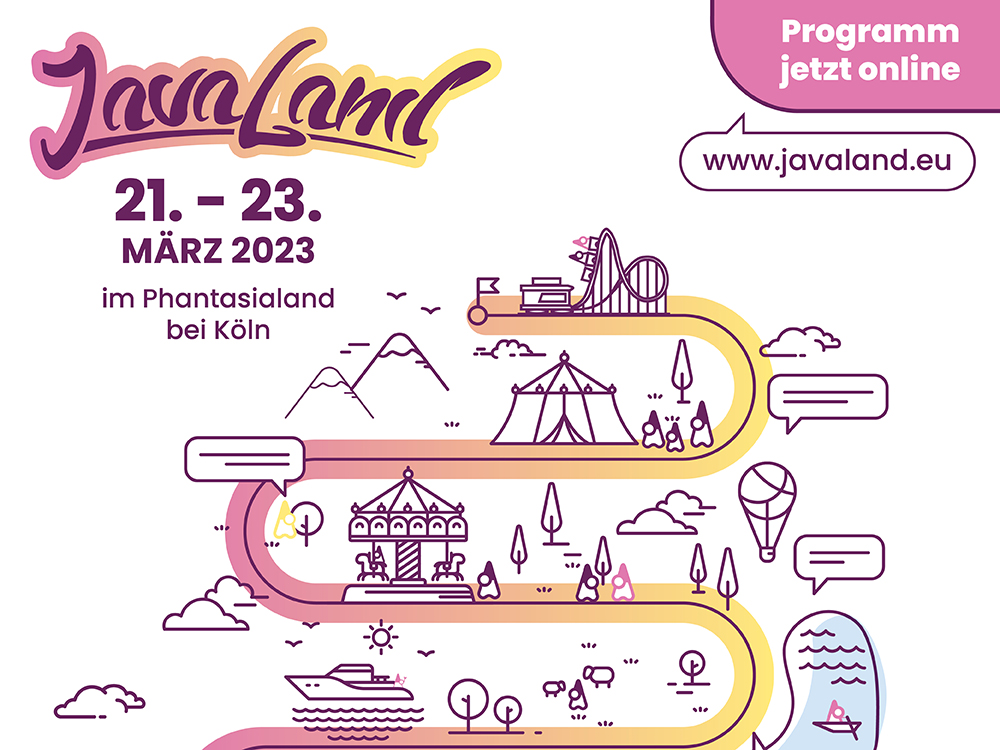 JavaLand
21. – 23.
MÄRZ 2023
im Phantasialand
bei Köln
Programm
jetzt online
www.javaland.eu